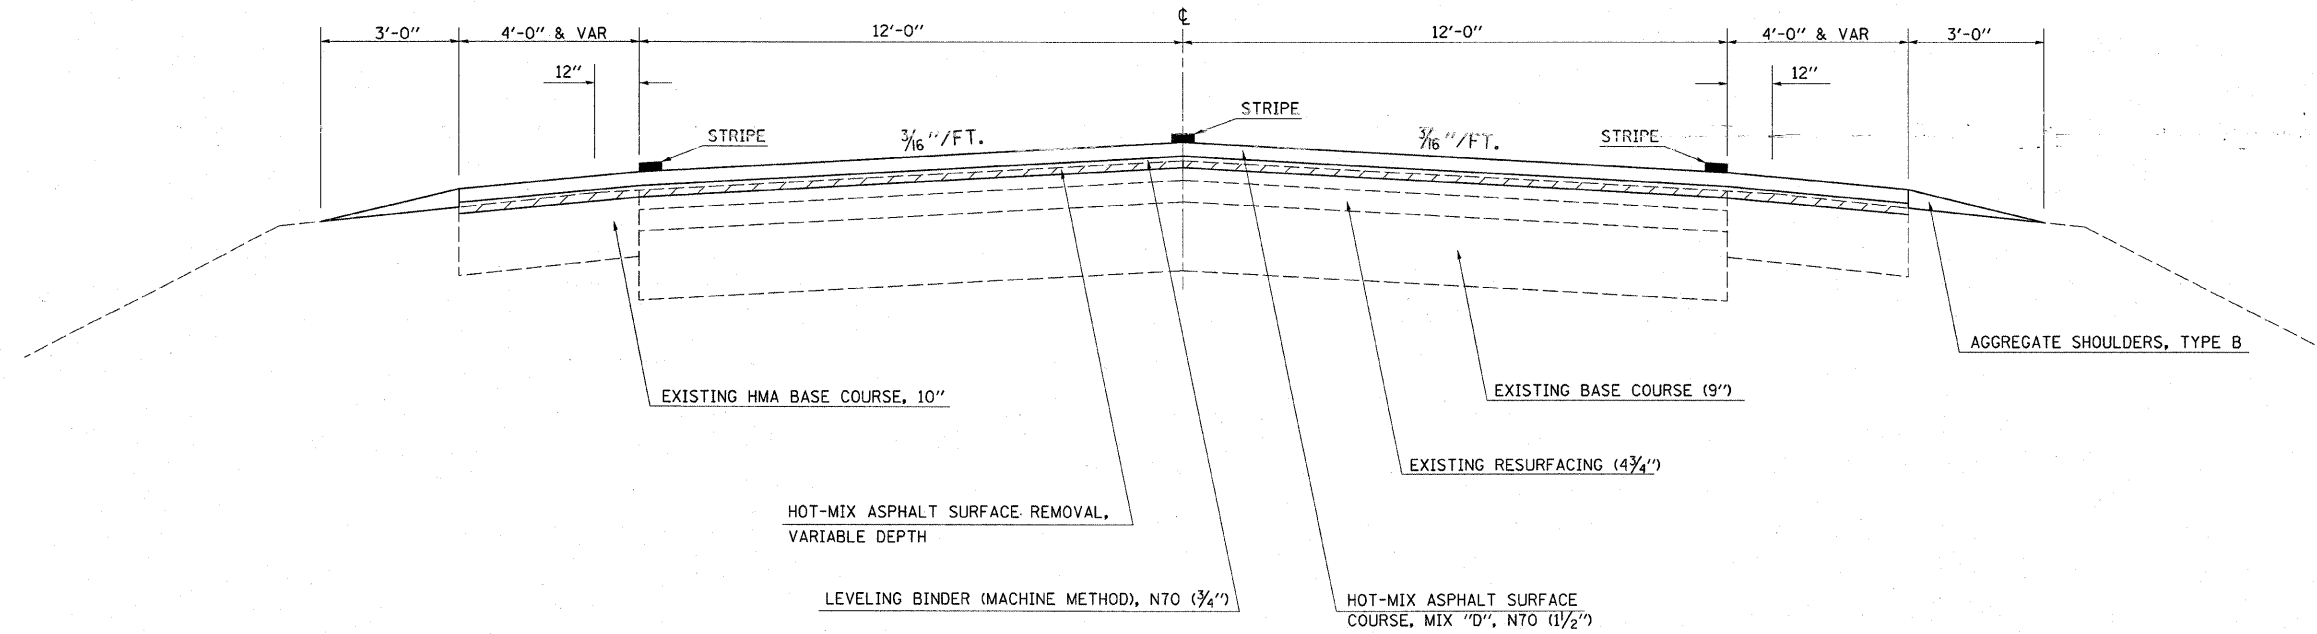 ℄
3'-0" 4'-0" & VAR 12'-0" 12'-0" 4'-0" & VAR 3'-0"
12" 12"
STRIPE
STRIPE 3/16"/FT. 3/16"/FT. STRIPE
AGGREGATE SHOULDERS, TYPE B
EXISTING HMA BASE COURSE, 10"
EXISTING BASE COURSE (9")
EXISTING RESURFACING (4 3/4")
HOT-MIX ASPHALT SURFACE REMOVAL,
VARIABLE DEPTH
LEVELING BINDER (MACHINE METHOD), N70 (3/4")
HOT-MIX ASPHALT SURFACE
COURSE, MIX "D", N70 (1 1/2")